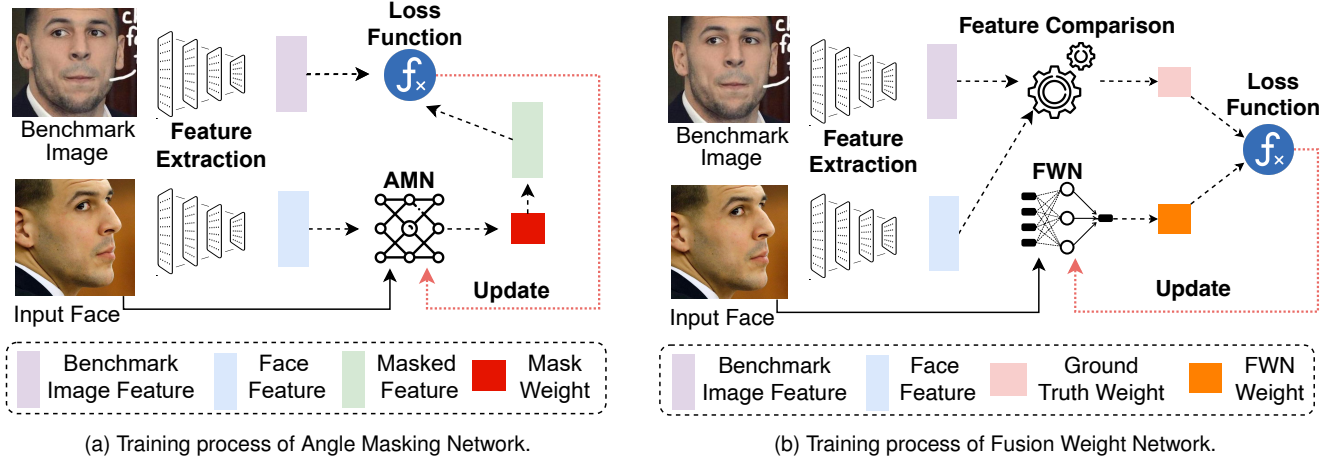 Loss
Function
Benchmark
Image
Feature
Extraction
AMN
Input Face
Update
Benchmark
Image Feature
Face
Feature
Masked
Feature
Mask
Weight
(a) Training process of Angle Masking Network.
Feature Comparison
Loss
Function
Benchmark
Image
Feature
Extraction
FWN
Input Face
Update
Benchmark
Image Feature
Face
Feature
Ground
Truth Weight
FWN
Weight
(b) Training process of Fusion Weight Network.